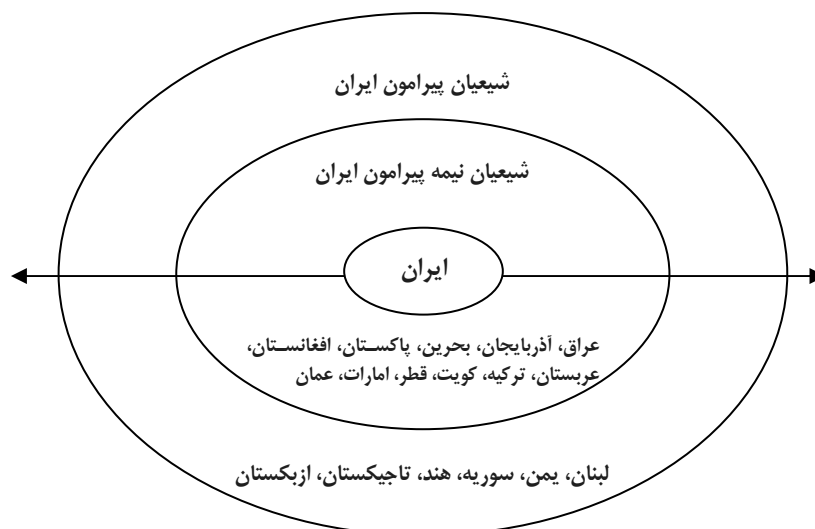 شیعیان پیرامون ایران
شیعیان نیمه پیرامون ایران
ایران
عراق، آذربایجان، بحرین، پاکستان، افغانستان،
عربستان، ترکیه، کویت، قطر، امارات، عمان
لبنان، یمن، سوریه، هند، تاجیکستان، ازبکستان